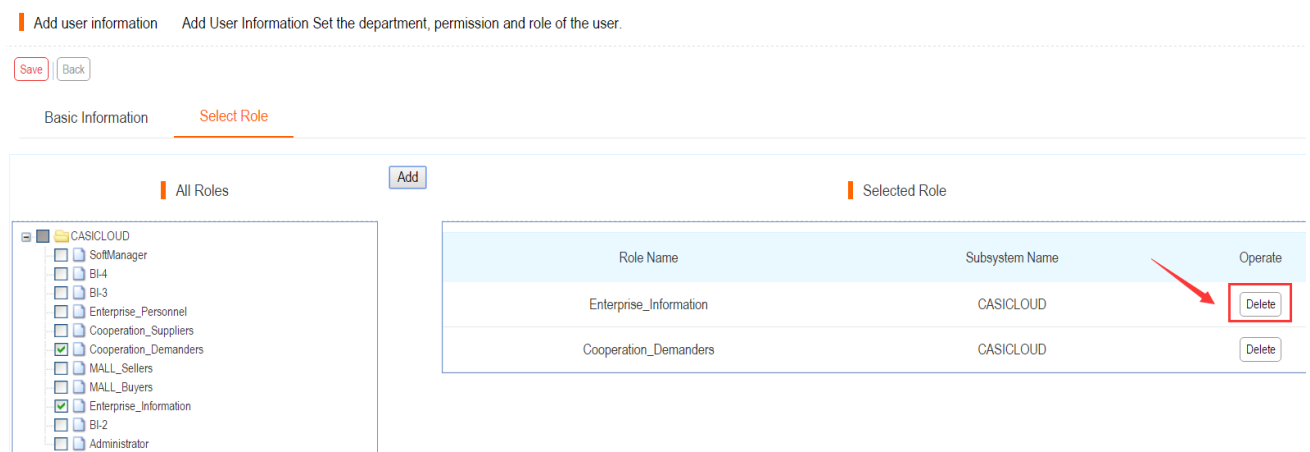 Add user information Add User Information Set the department, permission and role of the user.
Save Back
Basic Information Select Role
All Roles
Add
Selected Role
CASICLOUD
SoftManager
BI-4
BI-3
Enterprise_Personnel
Cooperation_Suppliers
Cooperation_Demanders
MALL_Sellers
MALL_Buyers
Enterprise_Information
BI-2
Administrator
Role Name Subsystem Name Operate
Enterprise_Information CASICLOUD Delete
Cooperation_Demanders CASICLOUD Delete